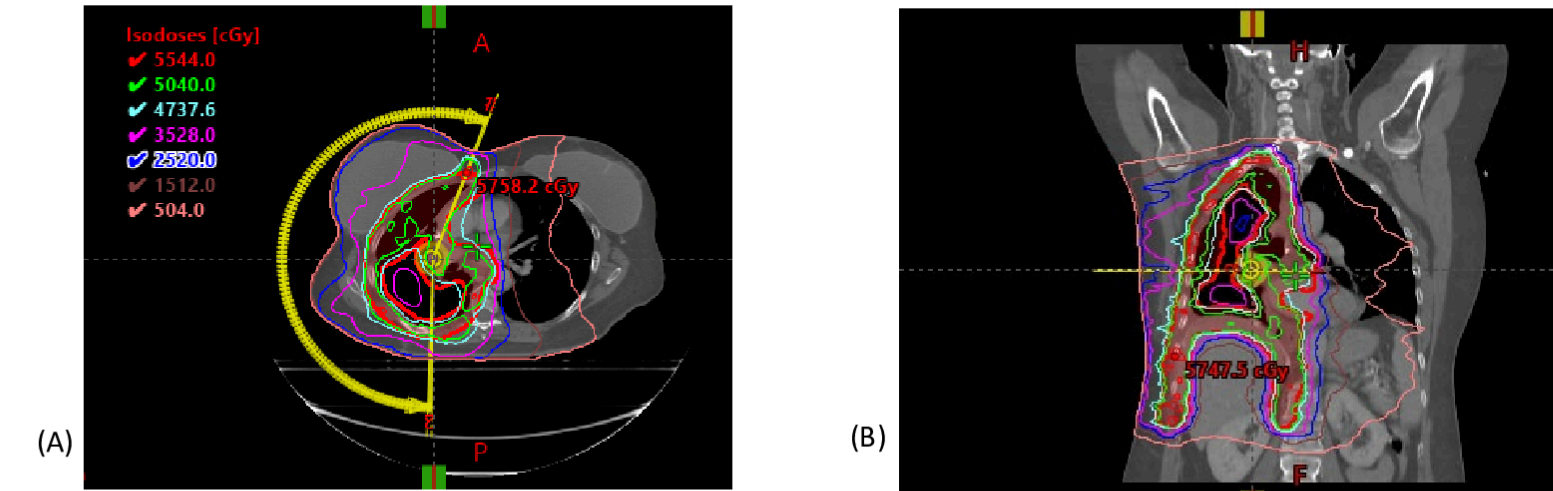 Isodoses [cGy]
✔ 5544.0
✔ 5040.0
✔ 4737.6
✔ 3528.0
✔ 2520.0
✔ 1512.0
✔ 504.0
A
5758.2 cGy
P
(A)
H
5747.5 cGy
F
(B)